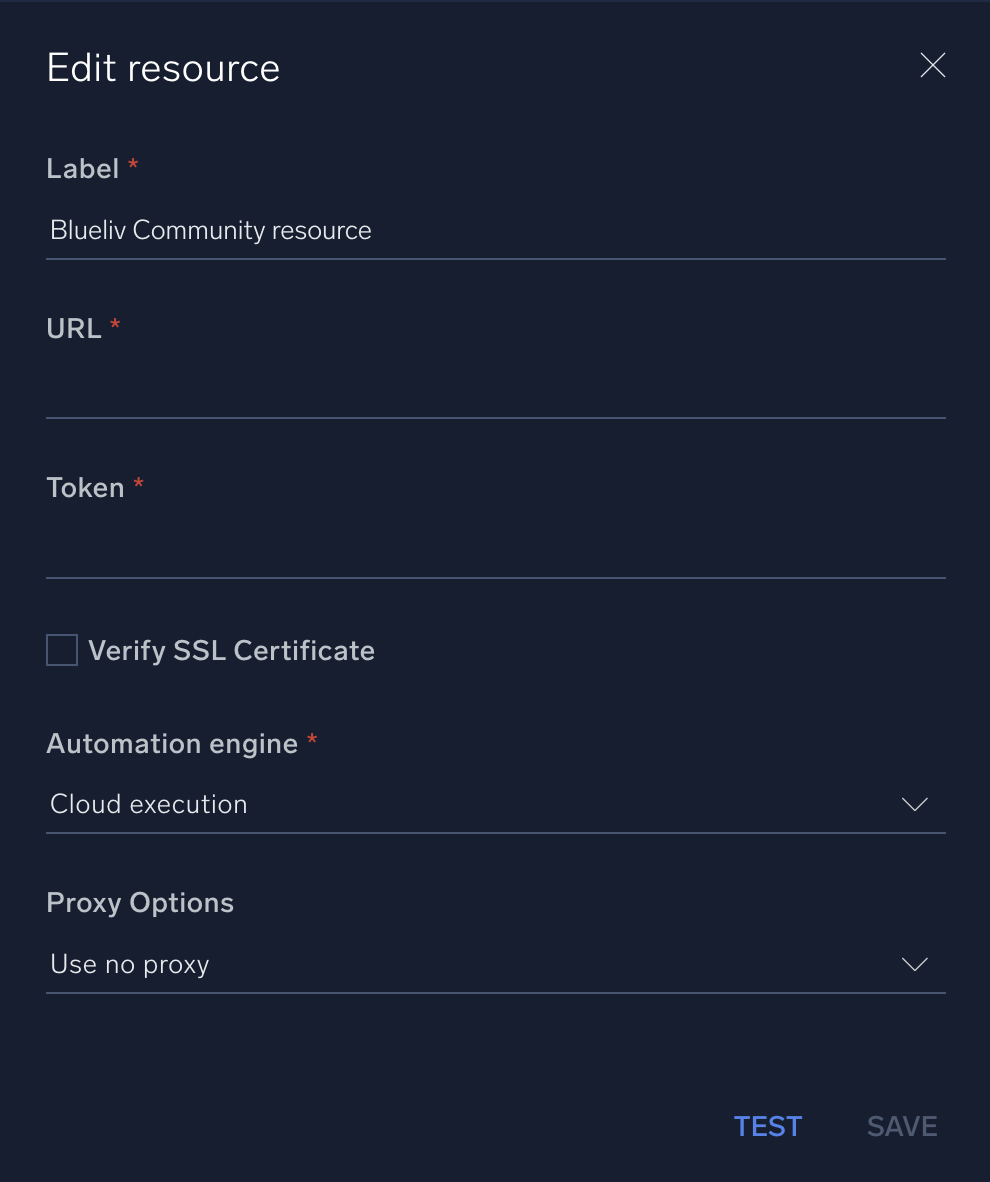 Edit resource
Label *
Blueliv Community resource
URL *
Token *
Verify SSL Certificate
Automation engine *
Cloud execution
Proxy Options
Use no proxy
TEST SAVE